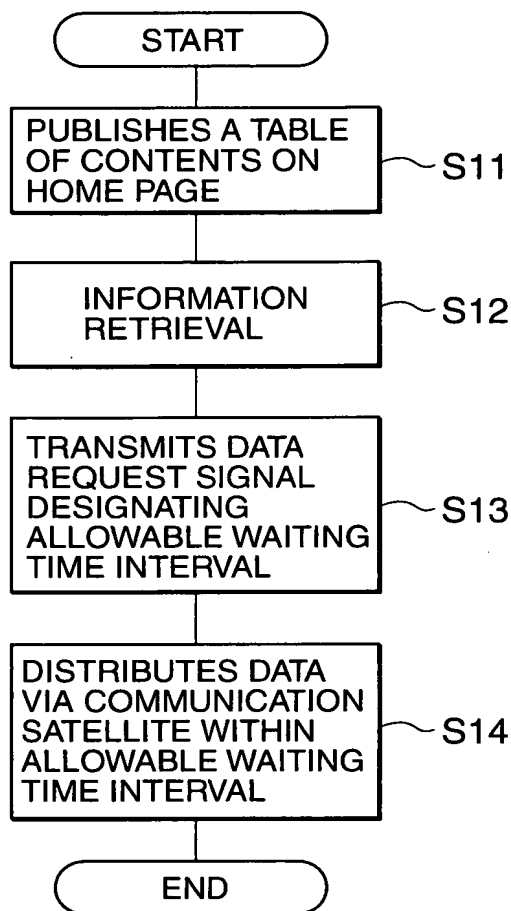 START
PUBLISHES A TABLE
OF CONTENTS ON
HOME PAGE
S11
INFORMATION
RETRIEVAL
S12
TRANSMITS DATA
REQUEST SIGNAL
DESIGNATING
ALLOWABLE WAITING
TIME INTERVAL
S13
DISTRIBUTES DATA
VIA COMMUNICATION
SATELLITE WITHIN
ALLOWABLE WAITING
TIME INTERVAL
S14
END